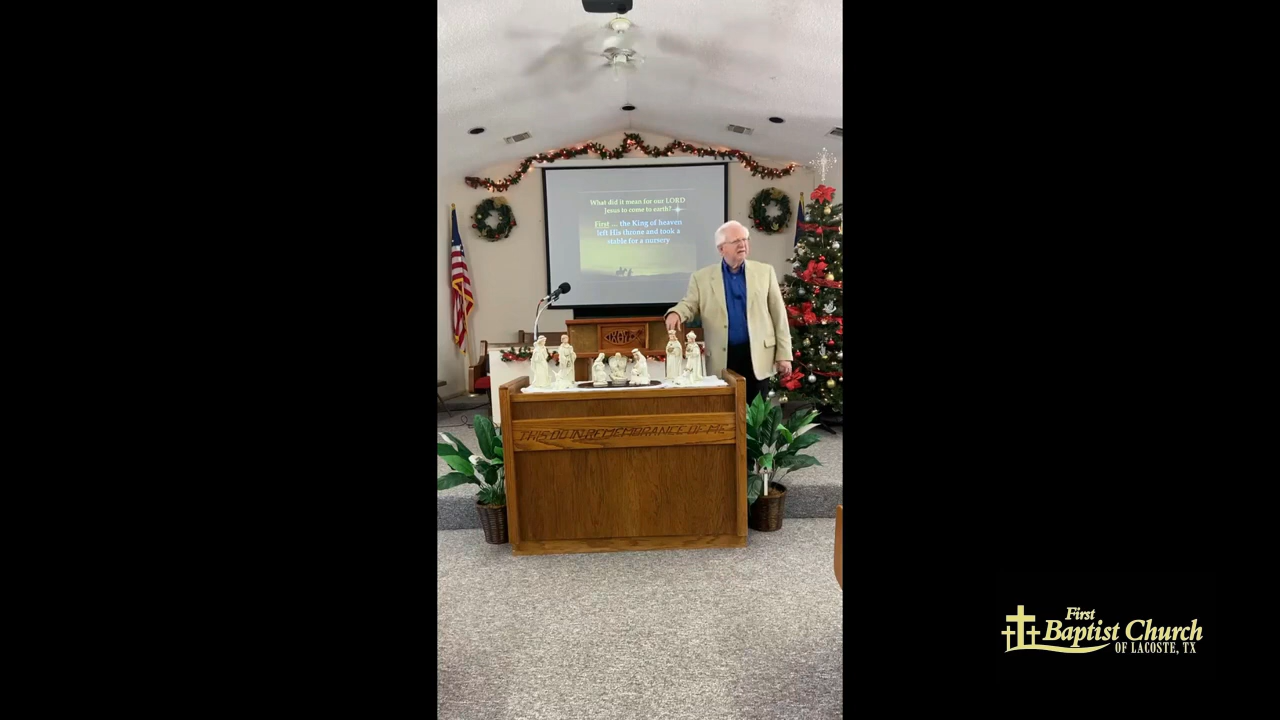 What did it mean for our LORD
Jesus to come to earth?
First ... the King of heaven
left His throne and took a
stable for a nursery
THIS DO IN REMEMBRANCE OF ME
First
Baptist Church
OF LACOSTE, TX